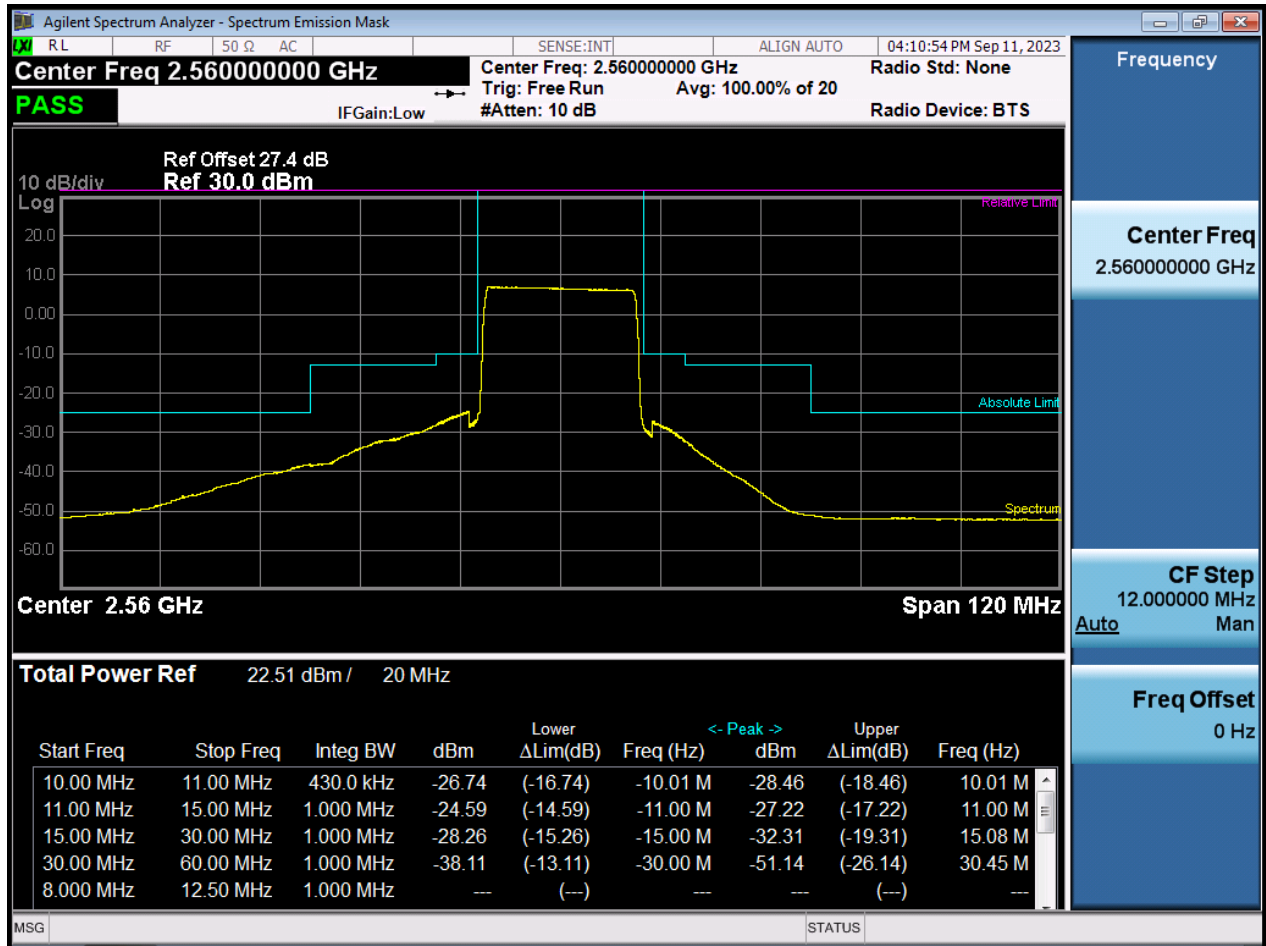 Agilent Spectrum Analyzer - Spectrum Emission Mask
LXI RL RF 50 Ω AC SENSE:INT ALIGN AUTO 04:10:54 PM Sep 11, 2023
Center Freq 2.560000000 GHz
PASS
IFGain:Low
Center Freq: 2.560000000 GHz
Trig: Free Run Avg: 100.00% of 20
#Atten: 10 dB
Radio Std: None
Radio Device: BTS
Ref Offset 27.4 dB
10 dB/div Ref 30.0 dBm
Log
Relative Limit
20.0
10.0
0.00
-10.0
-20.0
Absolute Limit
-30.0
-40.0
-50.0
Spectrum
-60.0
Center 2.56 GHz Span 120 MHz
Total Power Ref 22.51 dBm / 20 MHz
Lower <- Peak -> Upper
Start Freq Stop Freq Integ BW dBm ΔLim(dB) Freq (Hz) dBm ΔLim(dB) Freq (Hz)
10.00 MHz 11.00 MHz 430.0 kHz -26.74 (-16.74) -10.01 M -28.46 (-18.46) 10.01 M
11.00 MHz 15.00 MHz 1.000 MHz -24.59 (-14.59) -11.00 M -27.22 (-17.22) 11.00 M
15.00 MHz 30.00 MHz 1.000 MHz -28.26 (-15.26) -15.00 M -32.31 (-19.31) 15.08 M
30.00 MHz 60.00 MHz 1.000 MHz -38.11 (-13.11) -30.00 M -51.14 (-26.14) 30.45 M
8.000 MHz 12.50 MHz 1.000 MHz --- (---) --- --- (---) ---
MSG STATUS
Frequency
Center Freq
2.560000000 GHz
CF Step
12.000000 MHz
Auto Man
Freq Offset
0 Hz